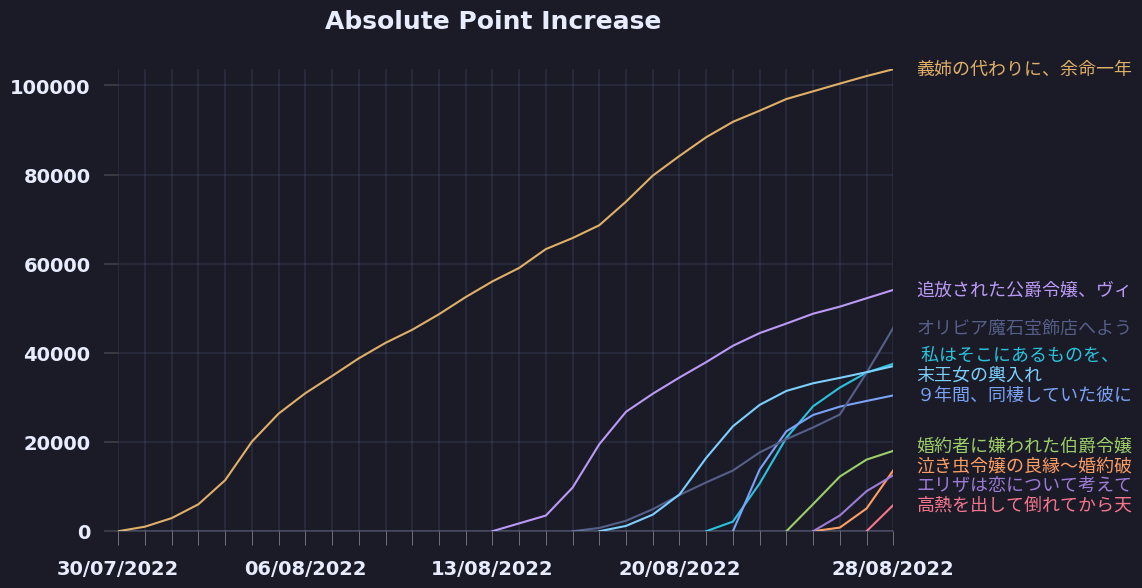 Absolute Point Increase
100000
80000
60000
40000
20000
0
30/07/2022
06/08/2022
13/08/2022
20/08/2022
28/08/2022
義姉の代わりに、余命一年
追放された公爵令嬢、ヴィ
オリビア魔石宝飾店へよう
私はそこにあるものを、
末王女の輿入れ
９年間、同棲していた彼に
婚約者に嫌われた伯爵令嬢
泣き虫令嬢の良縁～婚約破
エリザは恋について考えて
高熱を出して倒れてから天